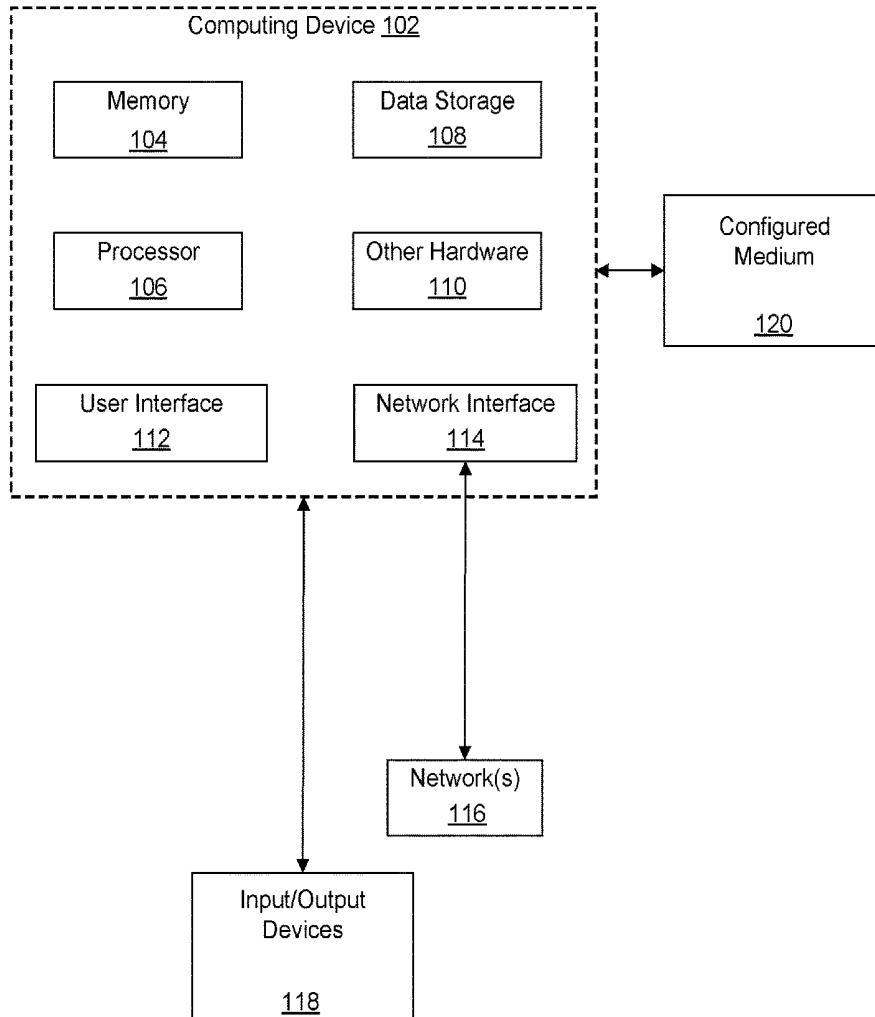 Computing Device 102
Memory
104
Data Storage
108
Processor
106
Other Hardware
110
User Interface
112
Network Interface
114
Configured
Medium
120
Network(s)
116
Input/Output
Devices
118